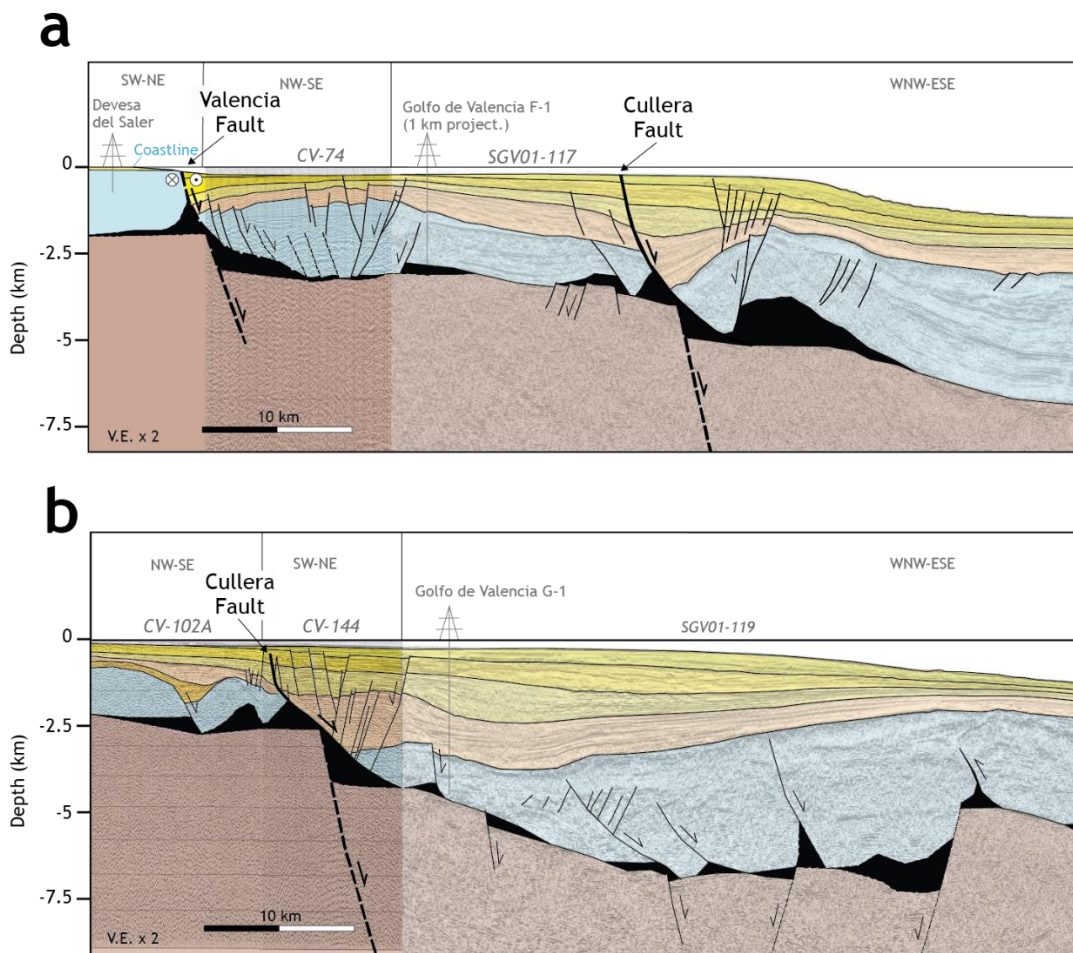 a
SW-NE
NW-SE
WNW-ESE
Devesa
del Saler
Valencia
Fault
Golfo de Valencia F-1
(1 km project.)
Cullera
Fault
Coastline
CV-74
SGV01-117
0
-2.5
-5
-7.5
Depth (km)
10 km
V.E. x 2
b
NW-SE
SW-NE
WNW-ESE
Cullera
Fault
Golfo de Valencia G-1
CV-102A
CV-144
SGV01-119
0
-2.5
-5
-7.5
Depth (km)
10 km
V.E. x 2